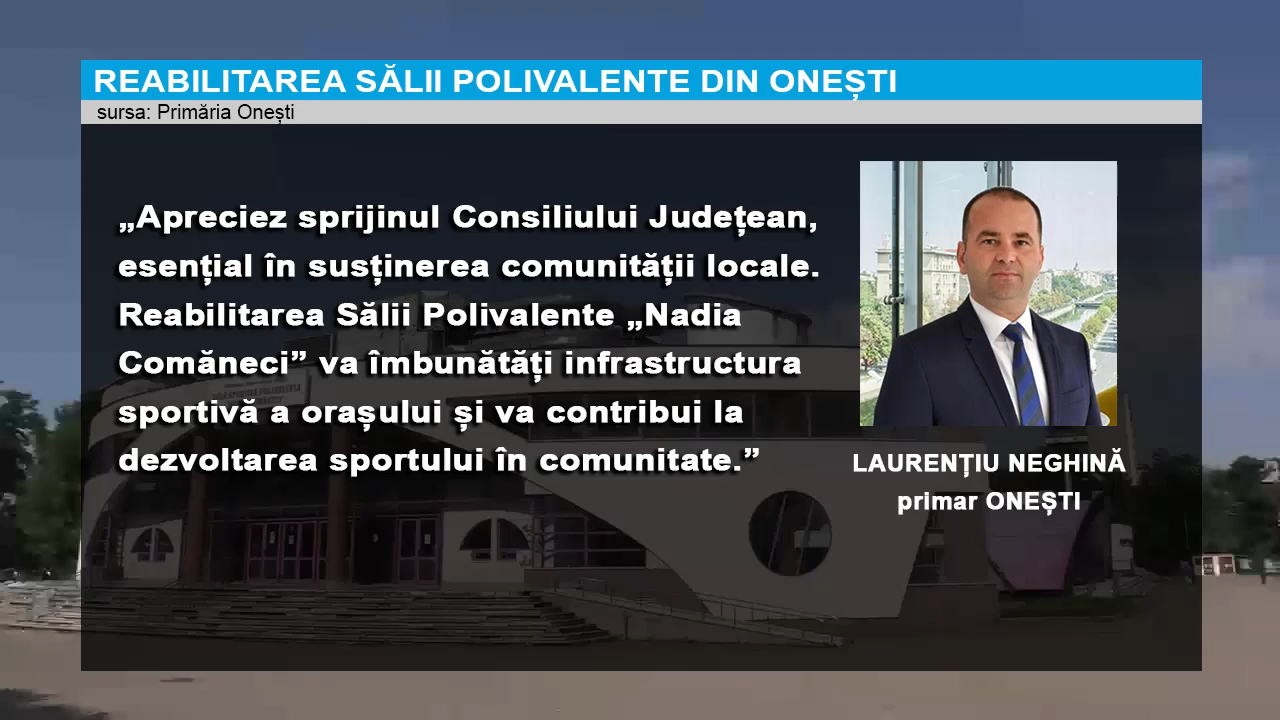 REABILITAREA SĂLII POLIVALENTE DIN ONEȘTI
sursa: Primăria Onești
„Apreciez sprijinul Consiliului Județean,
esențial în susținerea comunității locale.
Reabilitarea Sălii Polivalente „Nadia
Comăneci” va îmbunătăți infrastructura
sportivă a orașului și va contribui la
dezvoltarea sportului în comunitate.”
LAURENȚIU NEGHINĂ
primar ONEȘTI